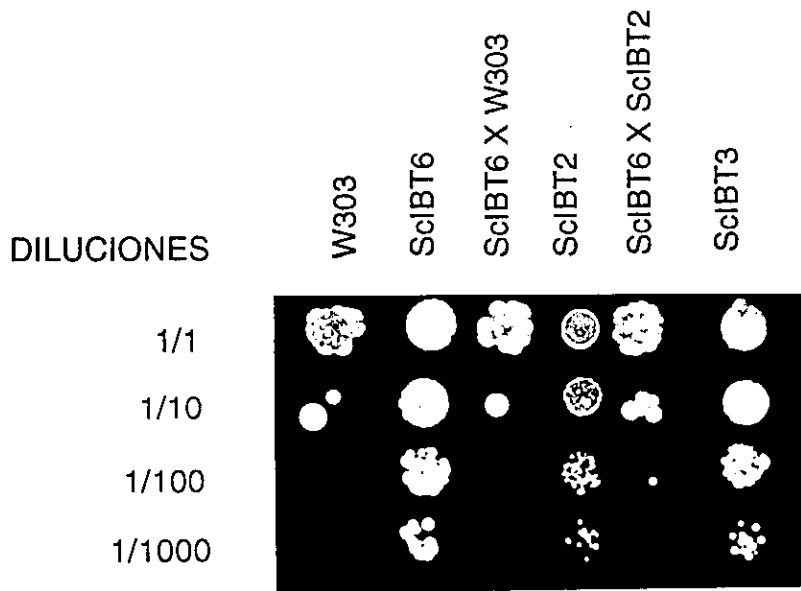 W303
ScIBT6
ScIBT6 X W303
ScIBT2
ScIBT6 X ScIBT2
ScIBT3
DILUCIONES
1/1
1/10
1/100
1/1000